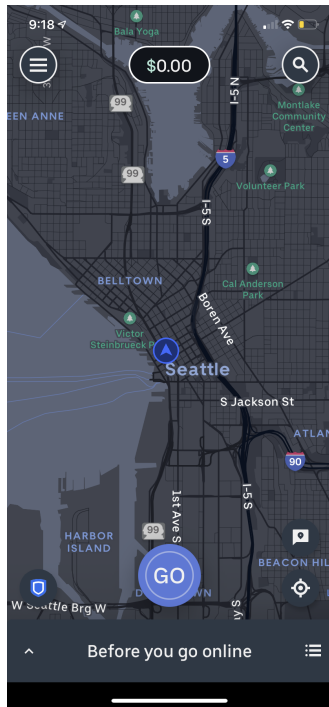 9:18
Bala Yoga
$0.00
I-5 N
99
Montlake
Community
Center
EEN ANNE
5
99
Volunteer Park
I-5 S
BELLTOWN
Cal Anderson
Park
Boren Ave
Victor
Steinbrueck P
Seattle
S Jackson St
ATLAN
90
I-5 S
1st Ave S
99
HARBOR
ISLAND
GO
BEACON HIL
W Seattle Brg W
Before you go online